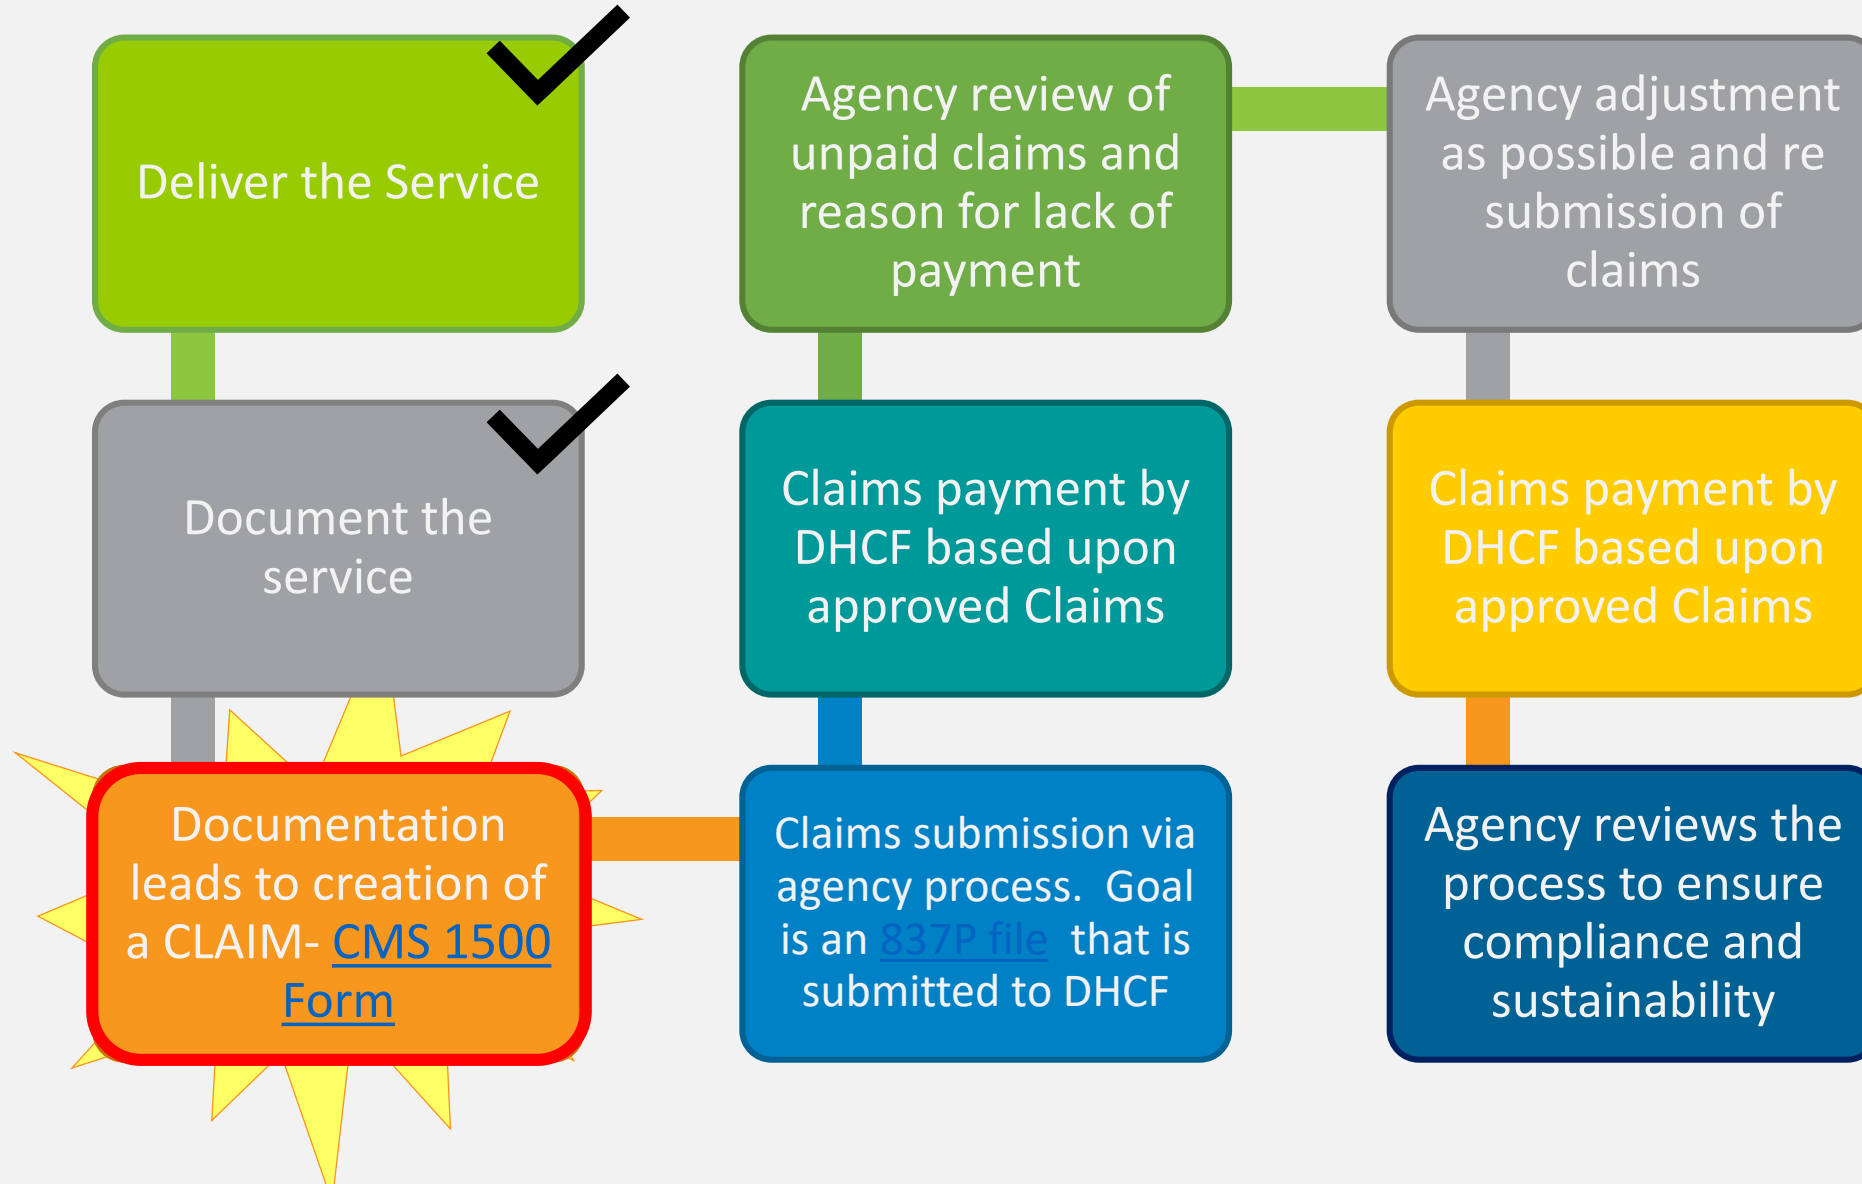 Deliver the Service
Document the
service
Documentation
leads to creation of
a CLAIM- CMS 1500
Form
Claims submission via
agency process.  Goal
is an 837P file  that is
submitted to DHCF
Claims payment by
DHCF based upon
approved Claims
Agency review of
unpaid claims and
reason for lack of
payment
Agency adjustment
as possible and re
submission of
claims
Claims payment by
DHCF based upon
approved Claims
Agency reviews the
process to ensure
compliance and
sustainability